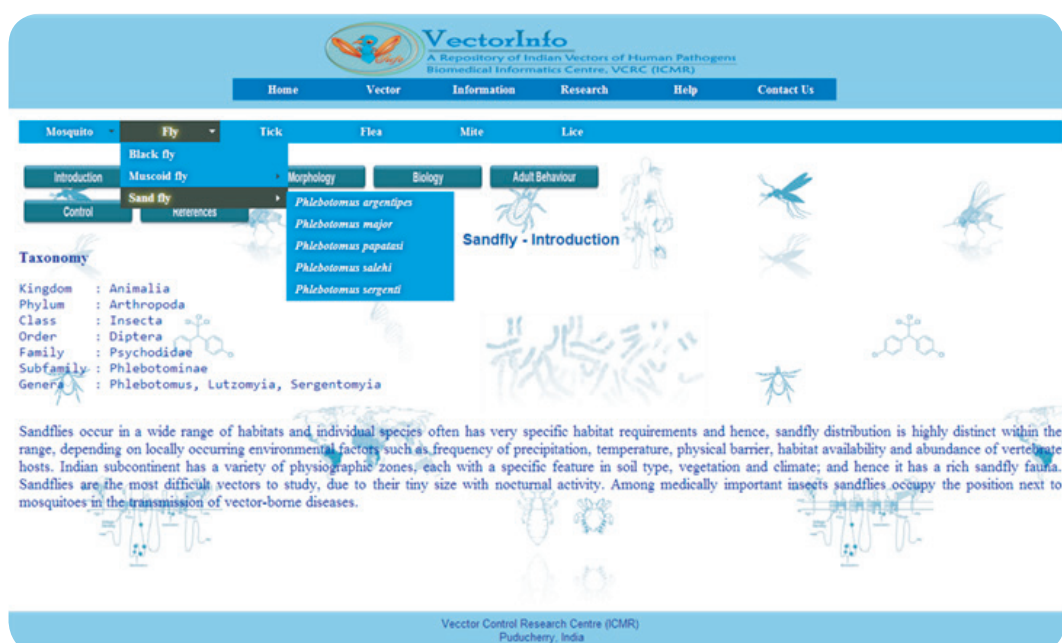 VectorInfo
A Repository of Indian Vectors of Human Pathogens
Biomedical Informatics Centre, VCRC (ICMR)
Home Vector Information Research Help Contact Us
Mosquito Fly Tick Flea Mite Lice
Black fly
Muscoid fly
Sand fly
Introduction Morphology Biology Adult Behaviour
Control References
Phlebotomus argentipes
Phlebotomus major
Phlebotomus papatasi
Phlebotomus salehi
Phlebotomus sergenti
Sandfly - Introduction
Taxonomy
Kingdom : Animalia
Phylum : Arthropoda
Class : Insecta
Order : Diptera
Family : Psychodidae
Subfamily : Phlebotominae
Genera : Phlebotomus, Lutzomyia, Sergentomyia
Sandflies occur in a wide range of habitats and individual species often has very specific habitat requirements and hence, sandfly distribution is highly distinct within the
range, depending on locally occurring environmental factors such as frequency of precipitation, temperature, physical barrier, habitat availability and abundance of vertebrate
hosts. Indian subcontinent has a variety of physiographic zones, each with a specific feature in soil type, vegetation and climate; and hence it has a rich sandfly fauna.
Sandflies are the most difficult vectors to study, due to their tiny size with nocturnal activity. Among medically important insects sandflies occupy the position next to
mosquitoes in the transmission of vector-borne diseases.
Vecctor Control Research Centre (ICMR)
Puducherry, India